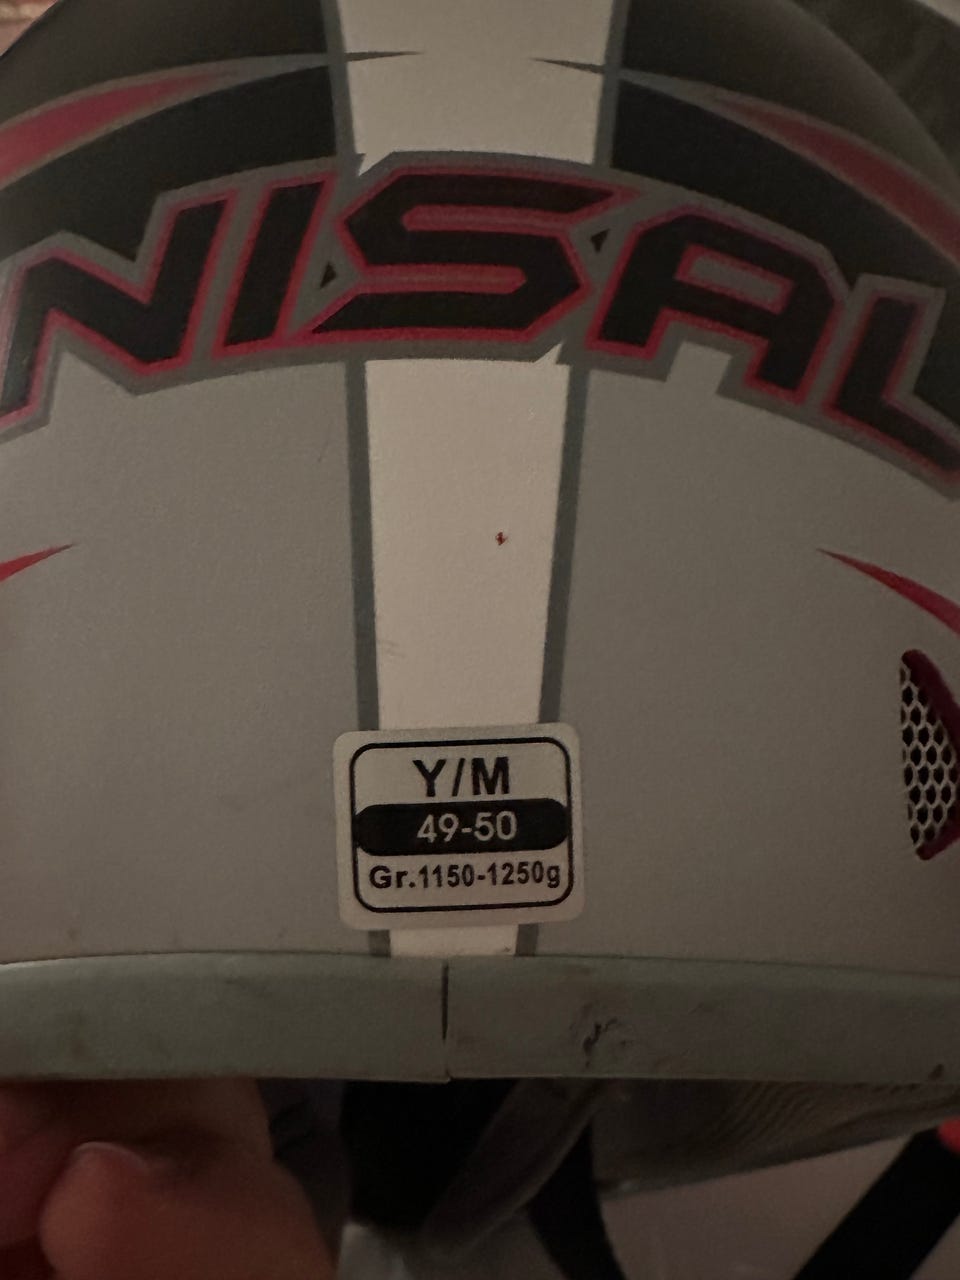 NISAL
Y/M
49-50
Gr.1150-1250g